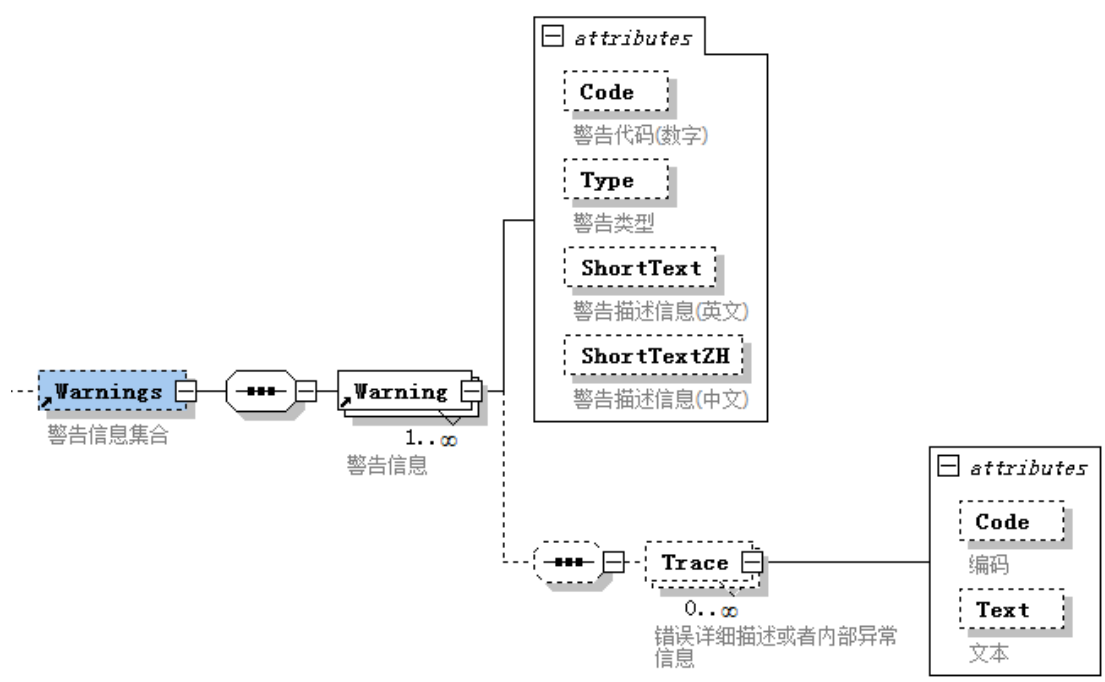 attributes
Code
警告代码(数字)
Type
警告类型
ShortText
警告描述信息(英文)
ShortTextZH
警告描述信息(中文)
Warnings
警告信息集合
Warning
1..∞
警告信息
attributes
Code
编码
Text
文本
Trace
0..∞
错误详细描述或者内部异常
信息